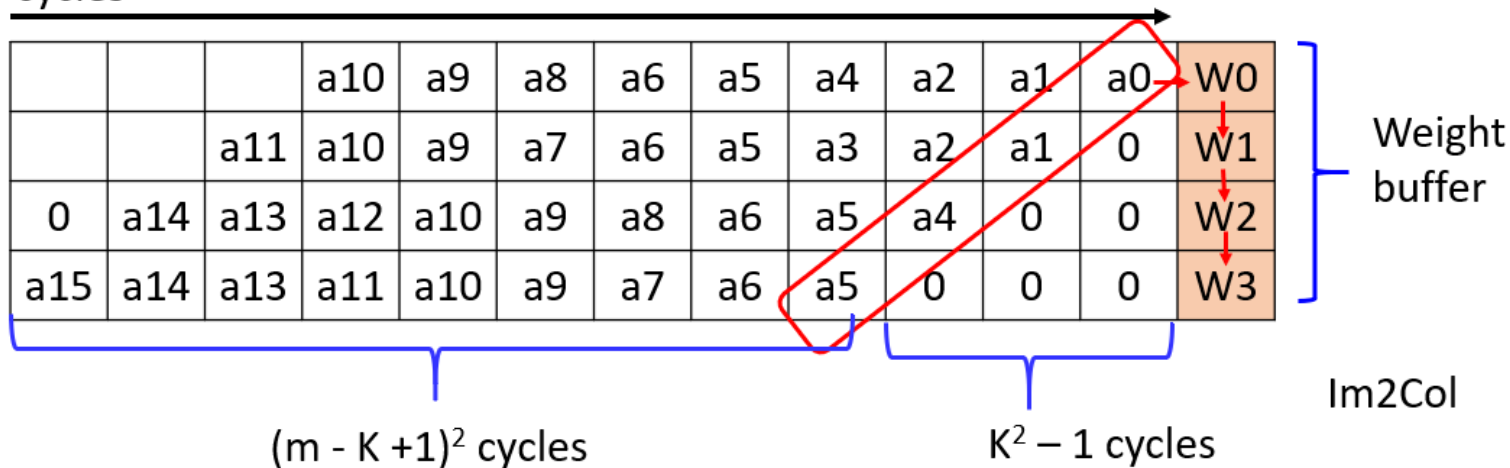 cycles
a10 a9 a8 a6 a5 a4 a2 a1 a0 W0
a11 a10 a9 a7 a6 a5 a3 a2 a1 0 W1
0 a14 a13 a12 a10 a9 a8 a6 a5 a4 0 0 W2
a15 a14 a13 a11 a10 a9 a7 a6 a5 0 0 0 W3
Weight
buffer
Im2Col
(m - K +1)² cycles
K² – 1 cycles